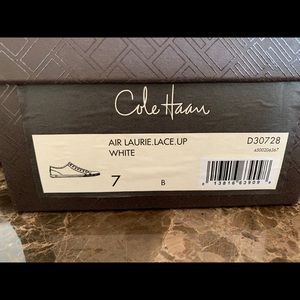 Cole Haan
AIR LAURIE.LACE.UP
WHITE
D30728
7
B